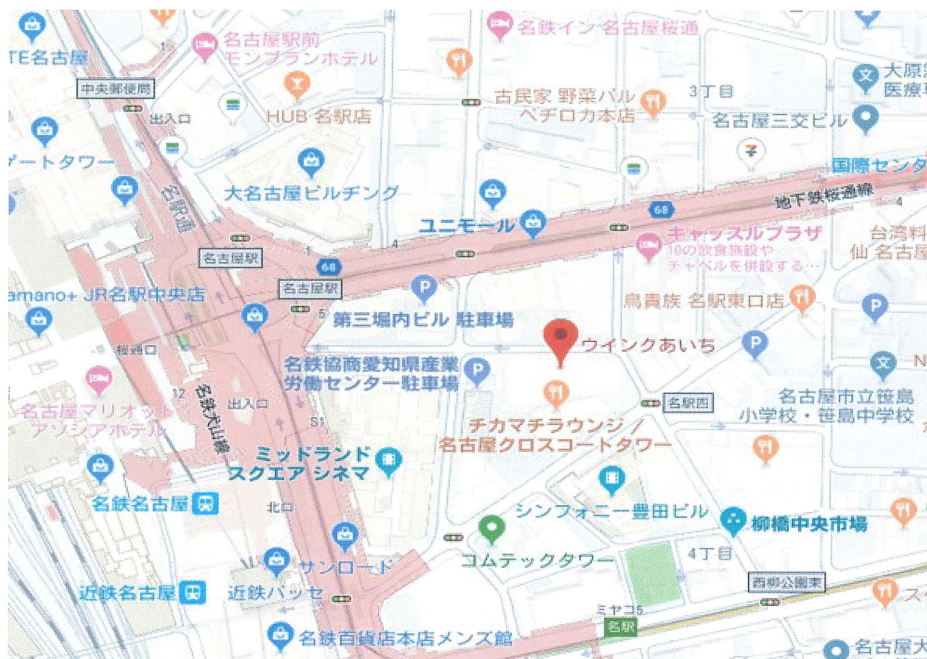 名古屋駅前
モンブランホテル
名鉄イン 名古屋桜通
TE名古屋
中央郵便局
出入口
HUB 名駅店
古民家 野菜バル
ベチロカ本店
3丁目
大原
医療専
名古屋三交ビル
ゲートタワー
名駅通
大名古屋ビルヂング
国際センタ
地下鉄桜通線
4
ユニモール
68
キャッスルプラザ
10の飲食施設や
チャペルを併設する…
台湾料
仙 名古屋
名古屋駅
1
4
68
名古屋駅
5
amano+ JR名駅中央店
第三堀内ビル 駐車場
鳥貴族 名駅東口店
桜通口
名鉄協商愛知県産業
労働センター駐車場
ウインクあいち
12
出入口
名鉄犬山線
S1
名古屋マリオット
アソシアホテル
チカマチラウンジ /
名古屋クロスコートタワー
名駅四
名古屋市立笹島
小学校・笹島中学校
ミッドランド
スクエア シネマ
名鉄名古屋
北口
シンフォニー豊田ビル
柳橋中央市場
コムテックタワー
4丁目
サンロード
近鉄名古屋
近鉄パッセ
西柳公園東
ミヤコ5
名駅
名鉄百貨店本店メンズ館
名古屋大